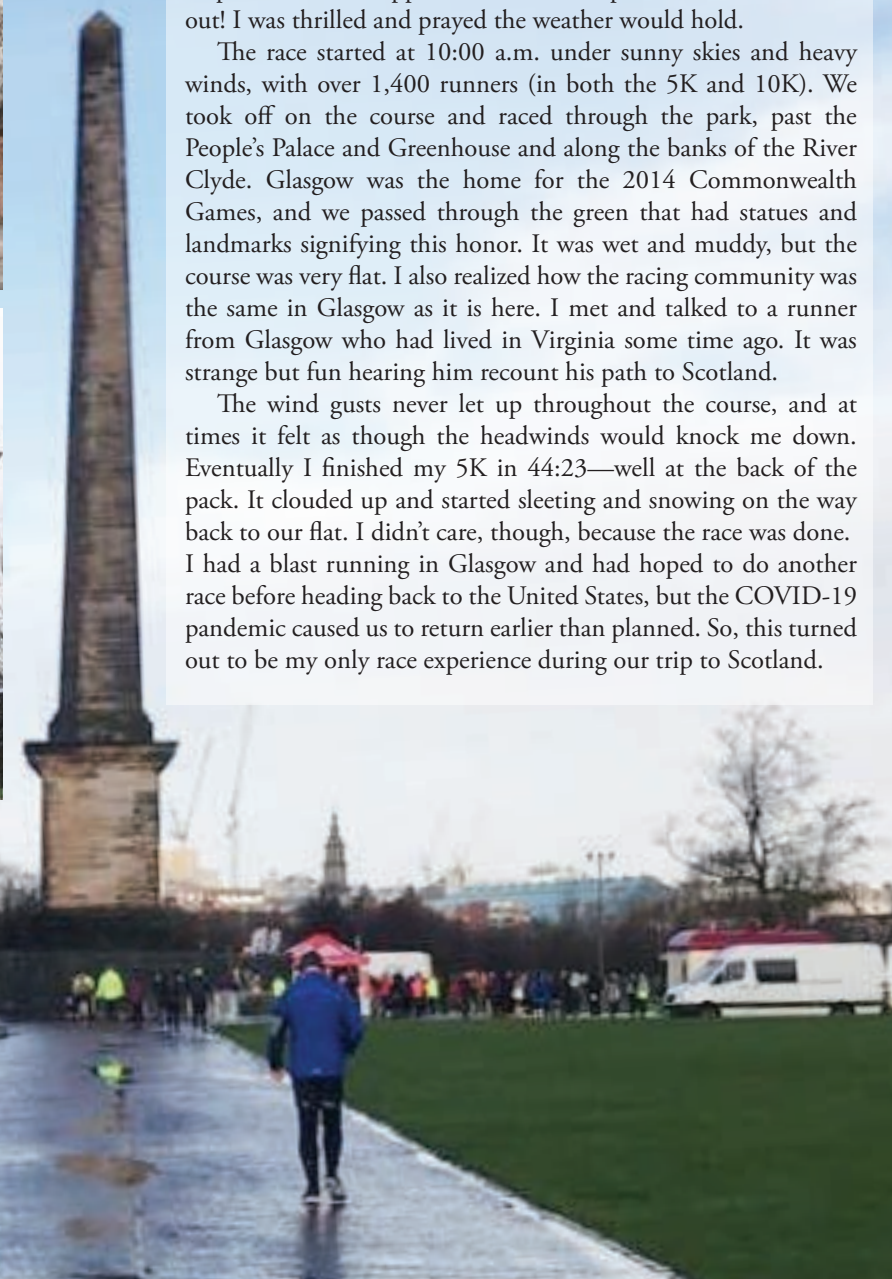 out! I was thrilled and prayed the weather would hold.
The race started at 10:00 a.m. under sunny skies and heavy
winds, with over 1,400 runners (in both the 5K and 10K). We
took off on the course and raced through the park, past the
People’s Palace and Greenhouse and along the banks of the River
Clyde. Glasgow was the home for the 2014 Commonwealth
Games, and we passed through the green that had statues and
landmarks signifying this honor. It was wet and muddy, but the
course was very flat. I also realized how the racing community was
the same in Glasgow as it is here. I met and talked to a runner
from Glasgow who had lived in Virginia some time ago. It was
strange but fun hearing him recount his path to Scotland.
The wind gusts never let up throughout the course, and at
times it felt as though the headwinds would knock me down.
Eventually I finished my 5K in 44:23—well at the back of the
pack. It clouded up and started sleeting and snowing on the way
back to our flat. I didn’t care, though, because the race was done.
I had a blast running in Glasgow and had hoped to do another
race before heading back to the United States, but the COVID-19
pandemic caused us to return earlier than planned. So, this turned
out to be my only race experience during our trip to Scotland.